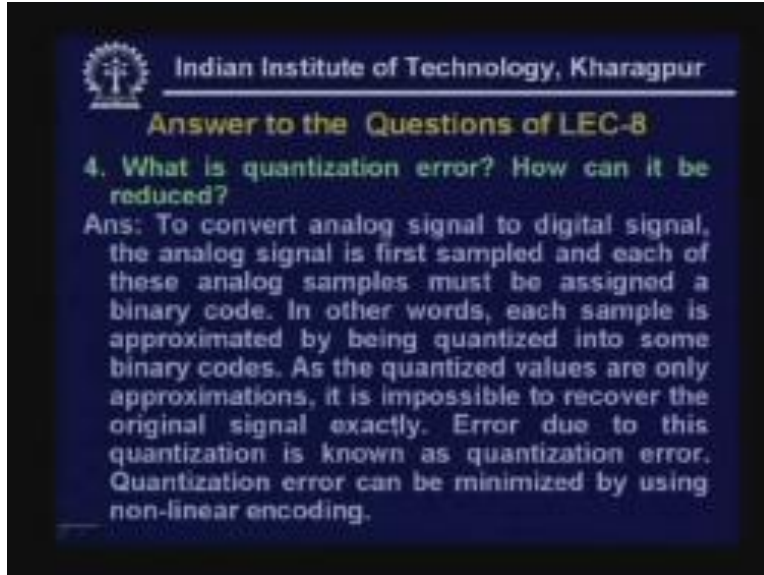 Indian Institute of Technology, Kharagpur
Answer to the Questions of LEC-8
4. What is quantization error? How can it be
reduced?
Ans: To convert analog signal to digital signal,
the analog signal is first sampled and each of
these analog samples must be assigned a
binary code. In other words, each sample is
approximated by being quantized into some
binary codes. As the quantized values are only
approximations, it is impossible to recover the
original signal exactly. Error due to this
quantization is known as quantization error.
Quantization error can be minimized by using
non-linear encoding.